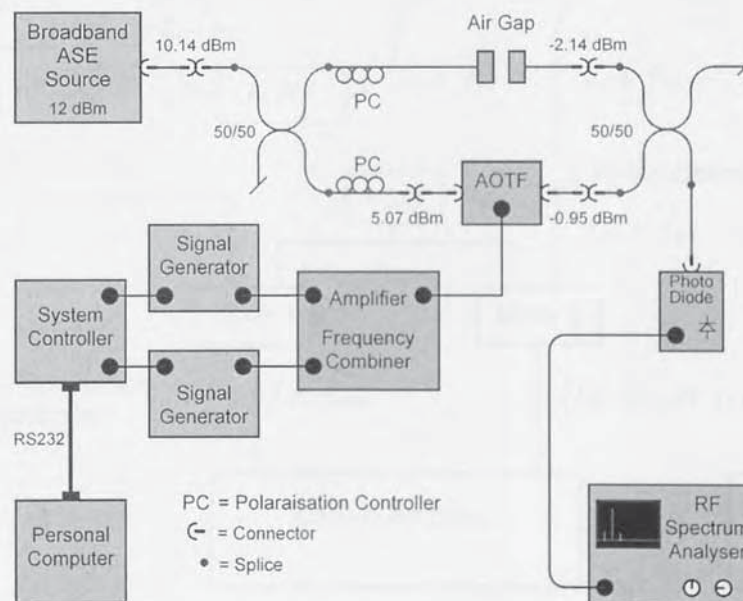 Broadband
ASE
Source
12 dBm
10.14 dBm
Air Gap
-2.14 dBm
PC
50/50
50/50
PC
AOTF
5.07 dBm
-0.95 dBm
Signal
Generator
Photo
Diode
System
Controller
Amplifier
Frequency
Combiner
Signal
Generator
RS232
PC = Polaraisation Controller
= Connector
= Splice
Personal
Computer
RF
Spectrum
Analyser